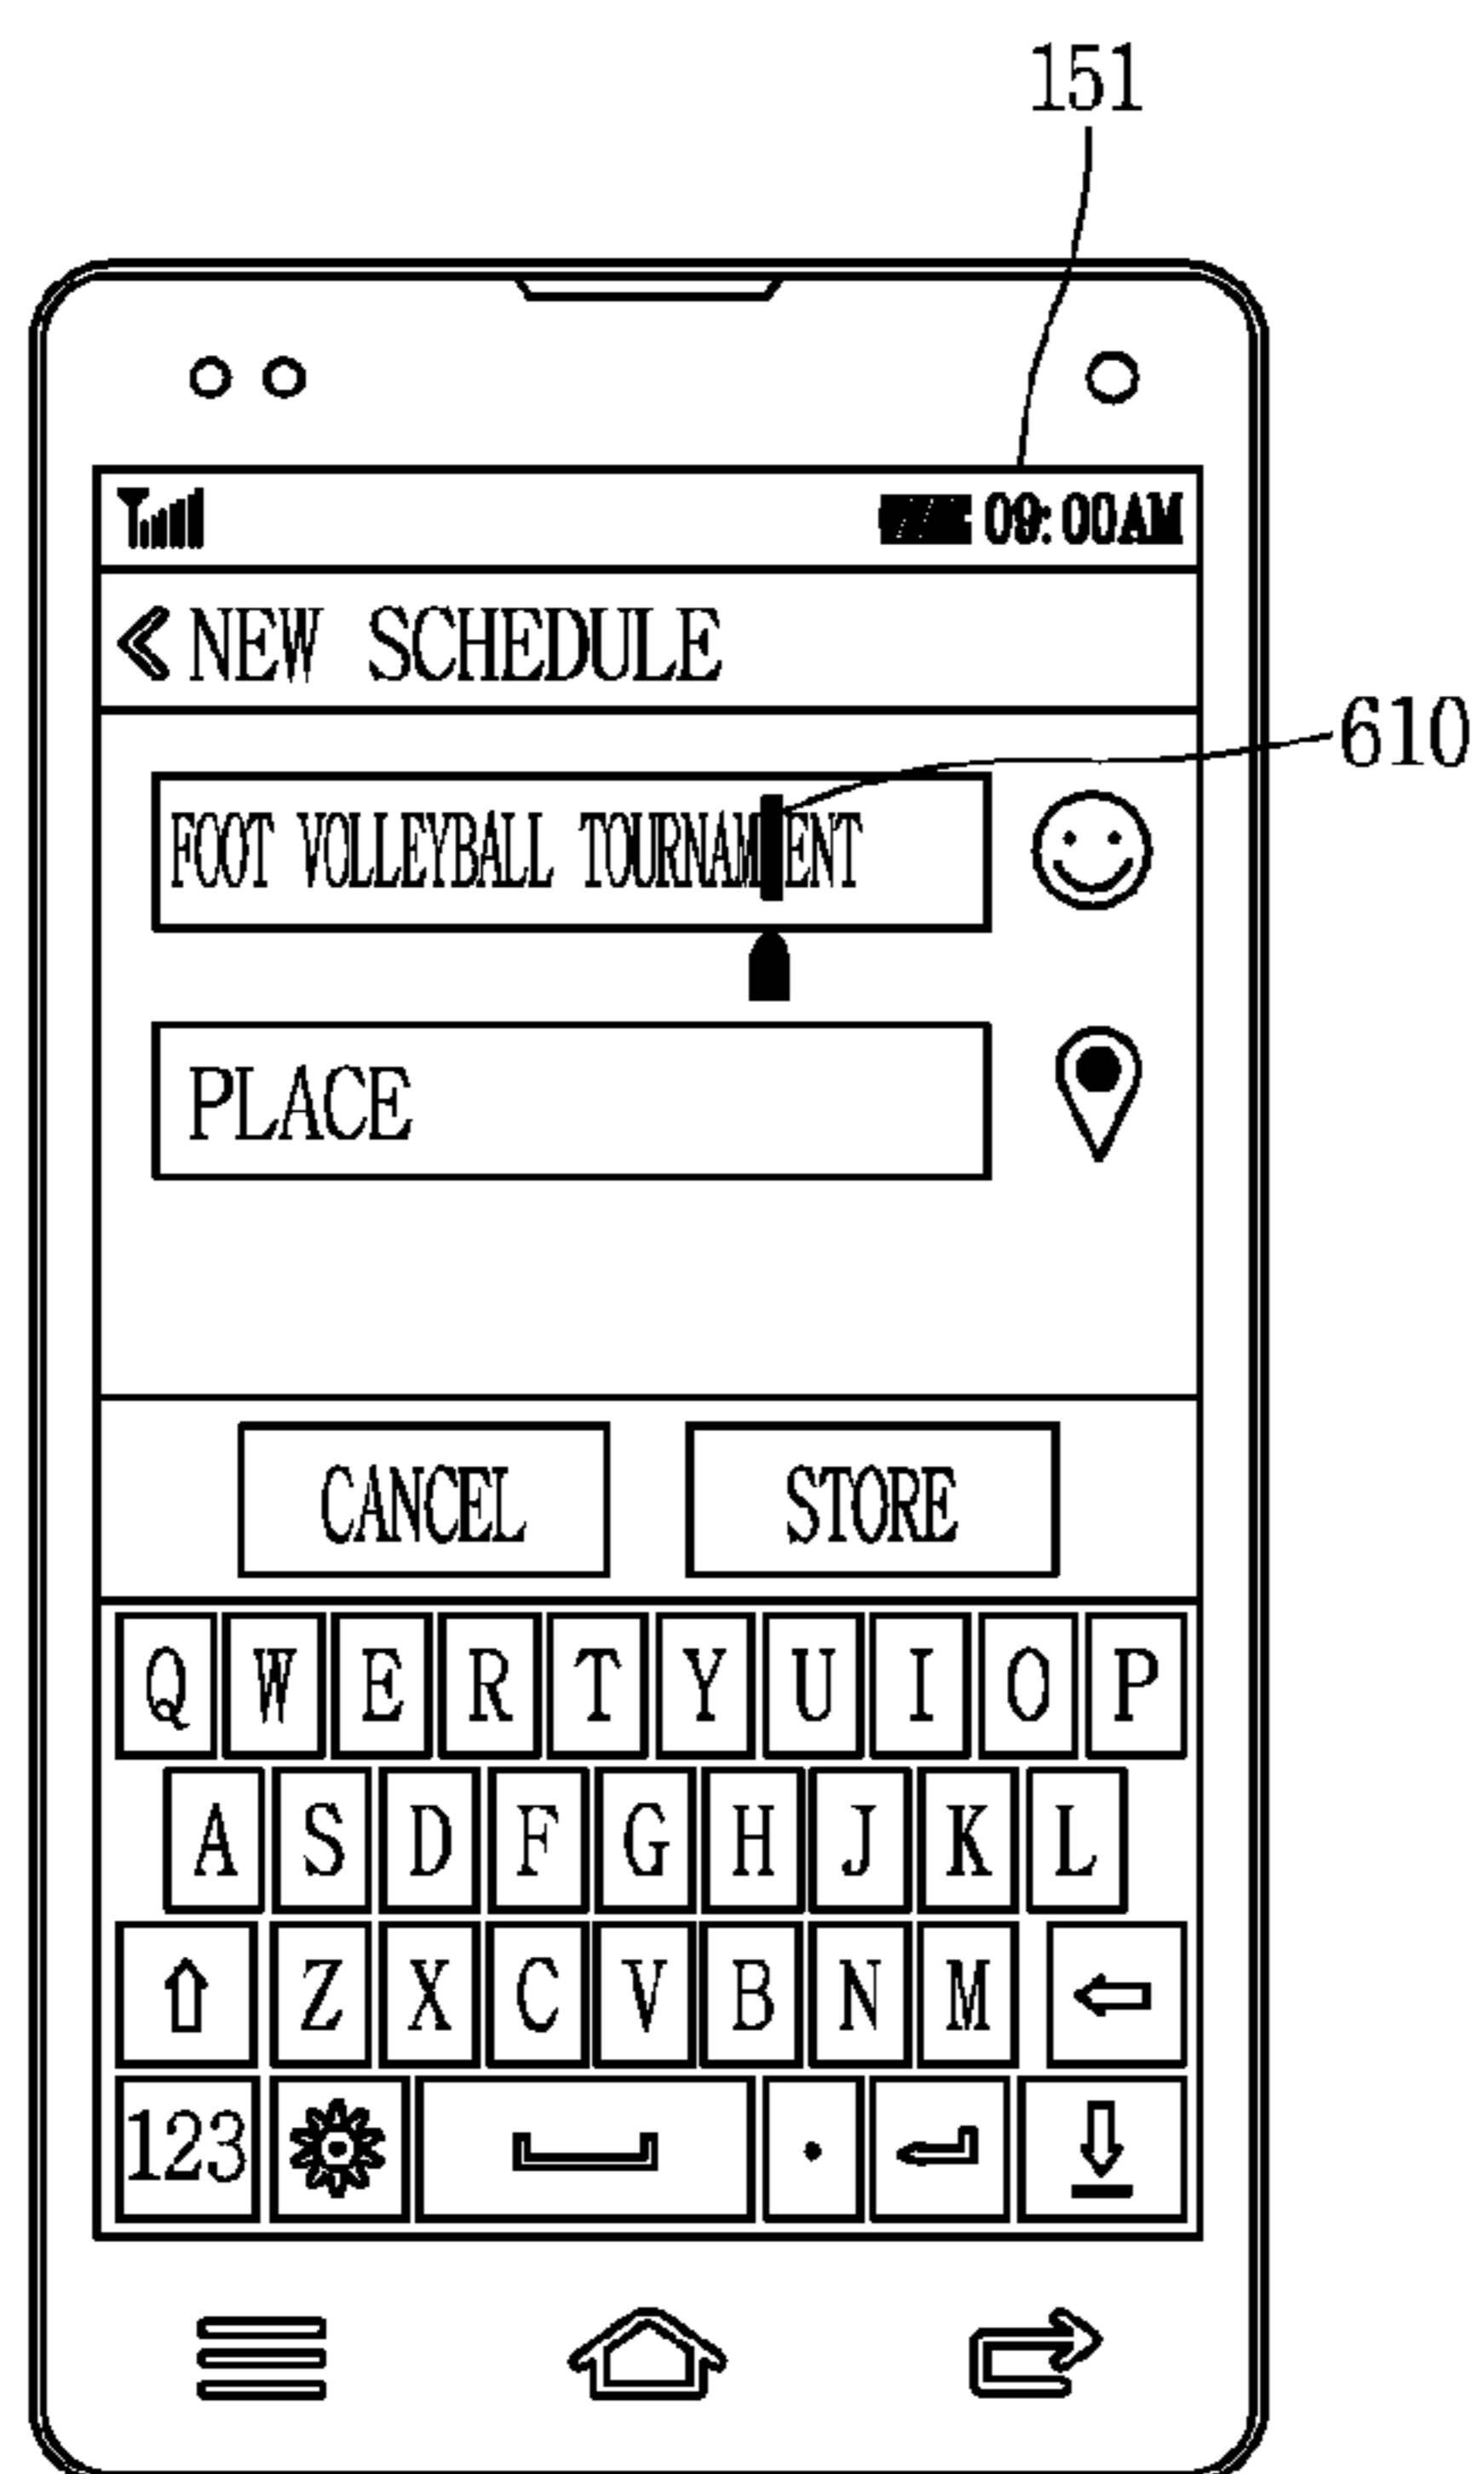 151
09:00AM
NEW SCHEDULE
610
FOOT VOLLEYBALL TOURNAMENT
PLACE
CANCEL STORE
Q W E R T Y U I O P
A S D F G H J K L
Z X C V B N M
123 .